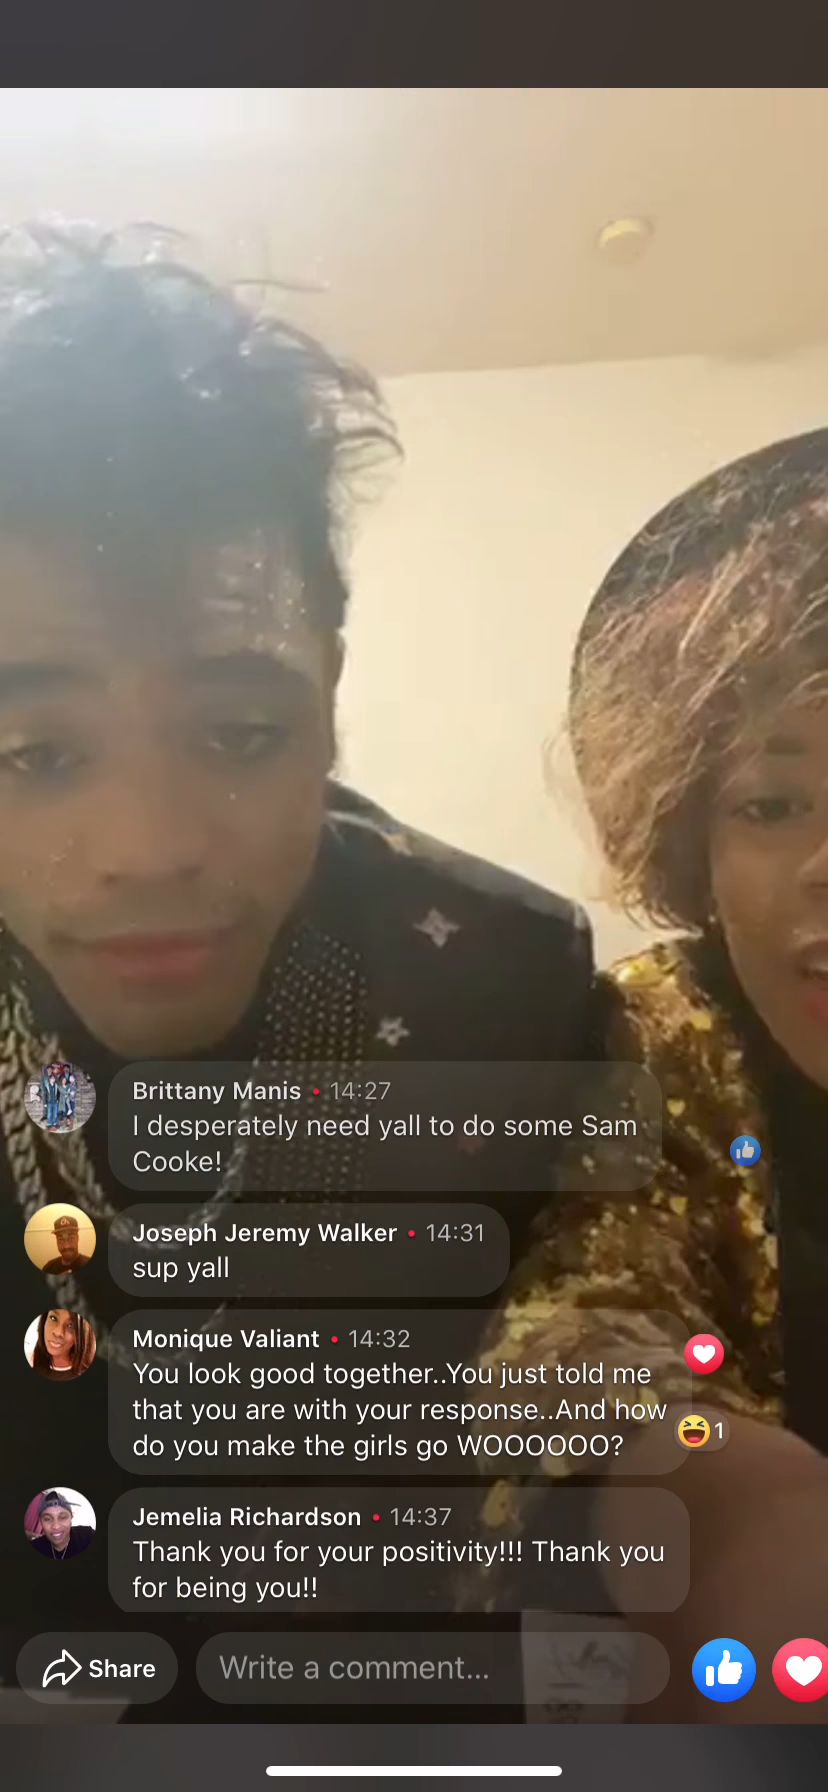 Brittany Manis • 14:27
I desperately need yall to do some Sam
Cooke!
Joseph Jeremy Walker • 14:31
sup yall
Monique Valiant • 14:32
You look good together..You just told me
that you are with your response..And how
do you make the girls go WOOOOOO?
1
Jemelia Richardson • 14:37
Thank you for your positivity!!! Thank you
for being you!!
Share
Write a comment...